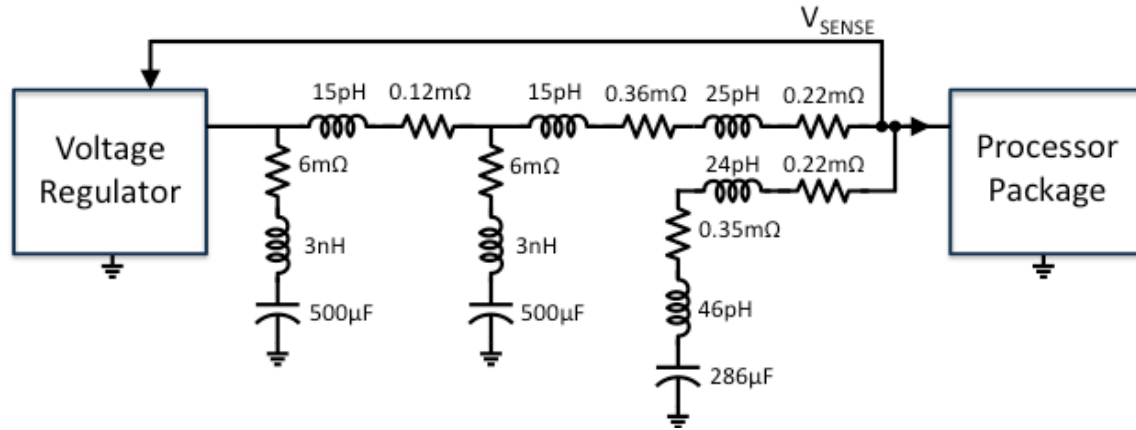 V_SENSE
15pH 0.12mΩ 15pH 0.36mΩ 25pH 0.22mΩ
Voltage
Regulator
Processor
Package
6mΩ 6mΩ 24pH 0.22mΩ
0.35mΩ
3nH 3nH
46pH
500µF 500µF
286µF